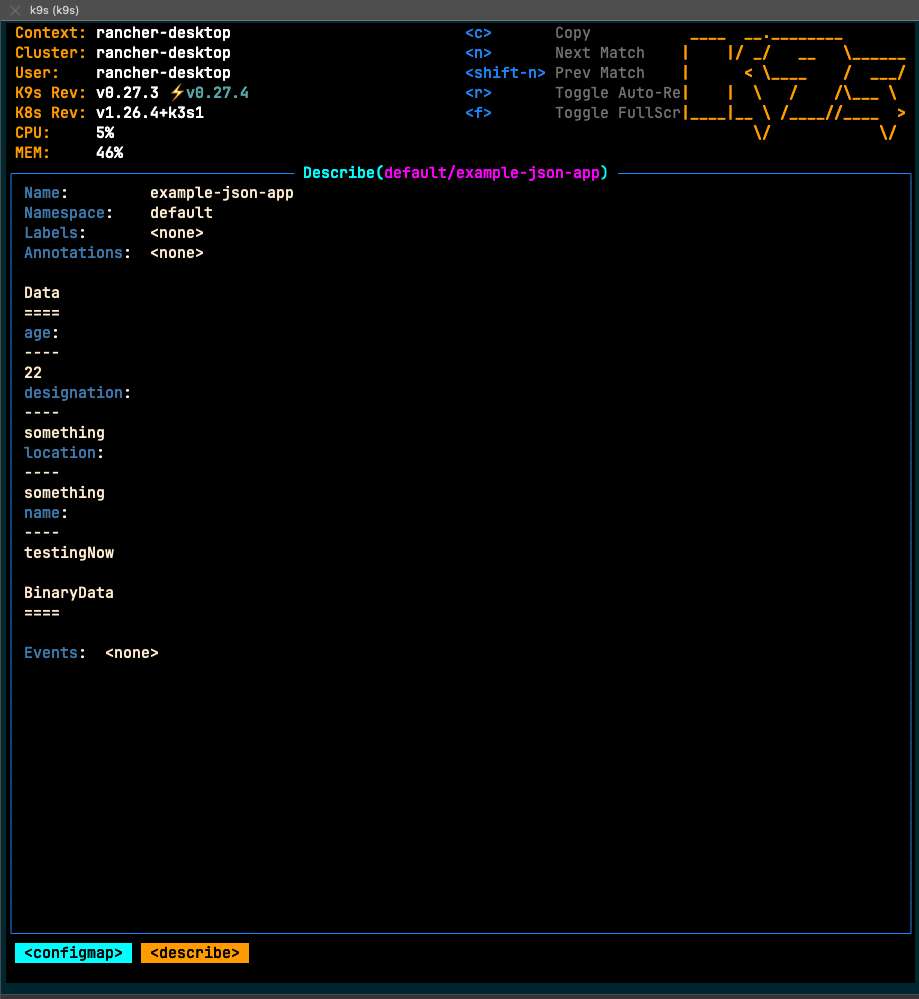 k9s (k9s)
Context: rancher-desktop <c> Copy
Cluster: rancher-desktop <n> Next Match
User: rancher-desktop <shift-n> Prev Match
K9s Rev: v0.27.3 ⚡v0.27.4 <r> Toggle Auto-Re
K8s Rev: v1.26.4+k3s1 <f> Toggle FullScr
CPU: 5%
MEM: 46%
Describe(default/example-json-app)
Name: example-json-app
Namespace: default
Labels: <none>
Annotations: <none>
Data
====
age:
----
22
designation:
----
something
location:
----
something
name:
----
testingNow
BinaryData
====
Events: <none>
<configmap> <describe>